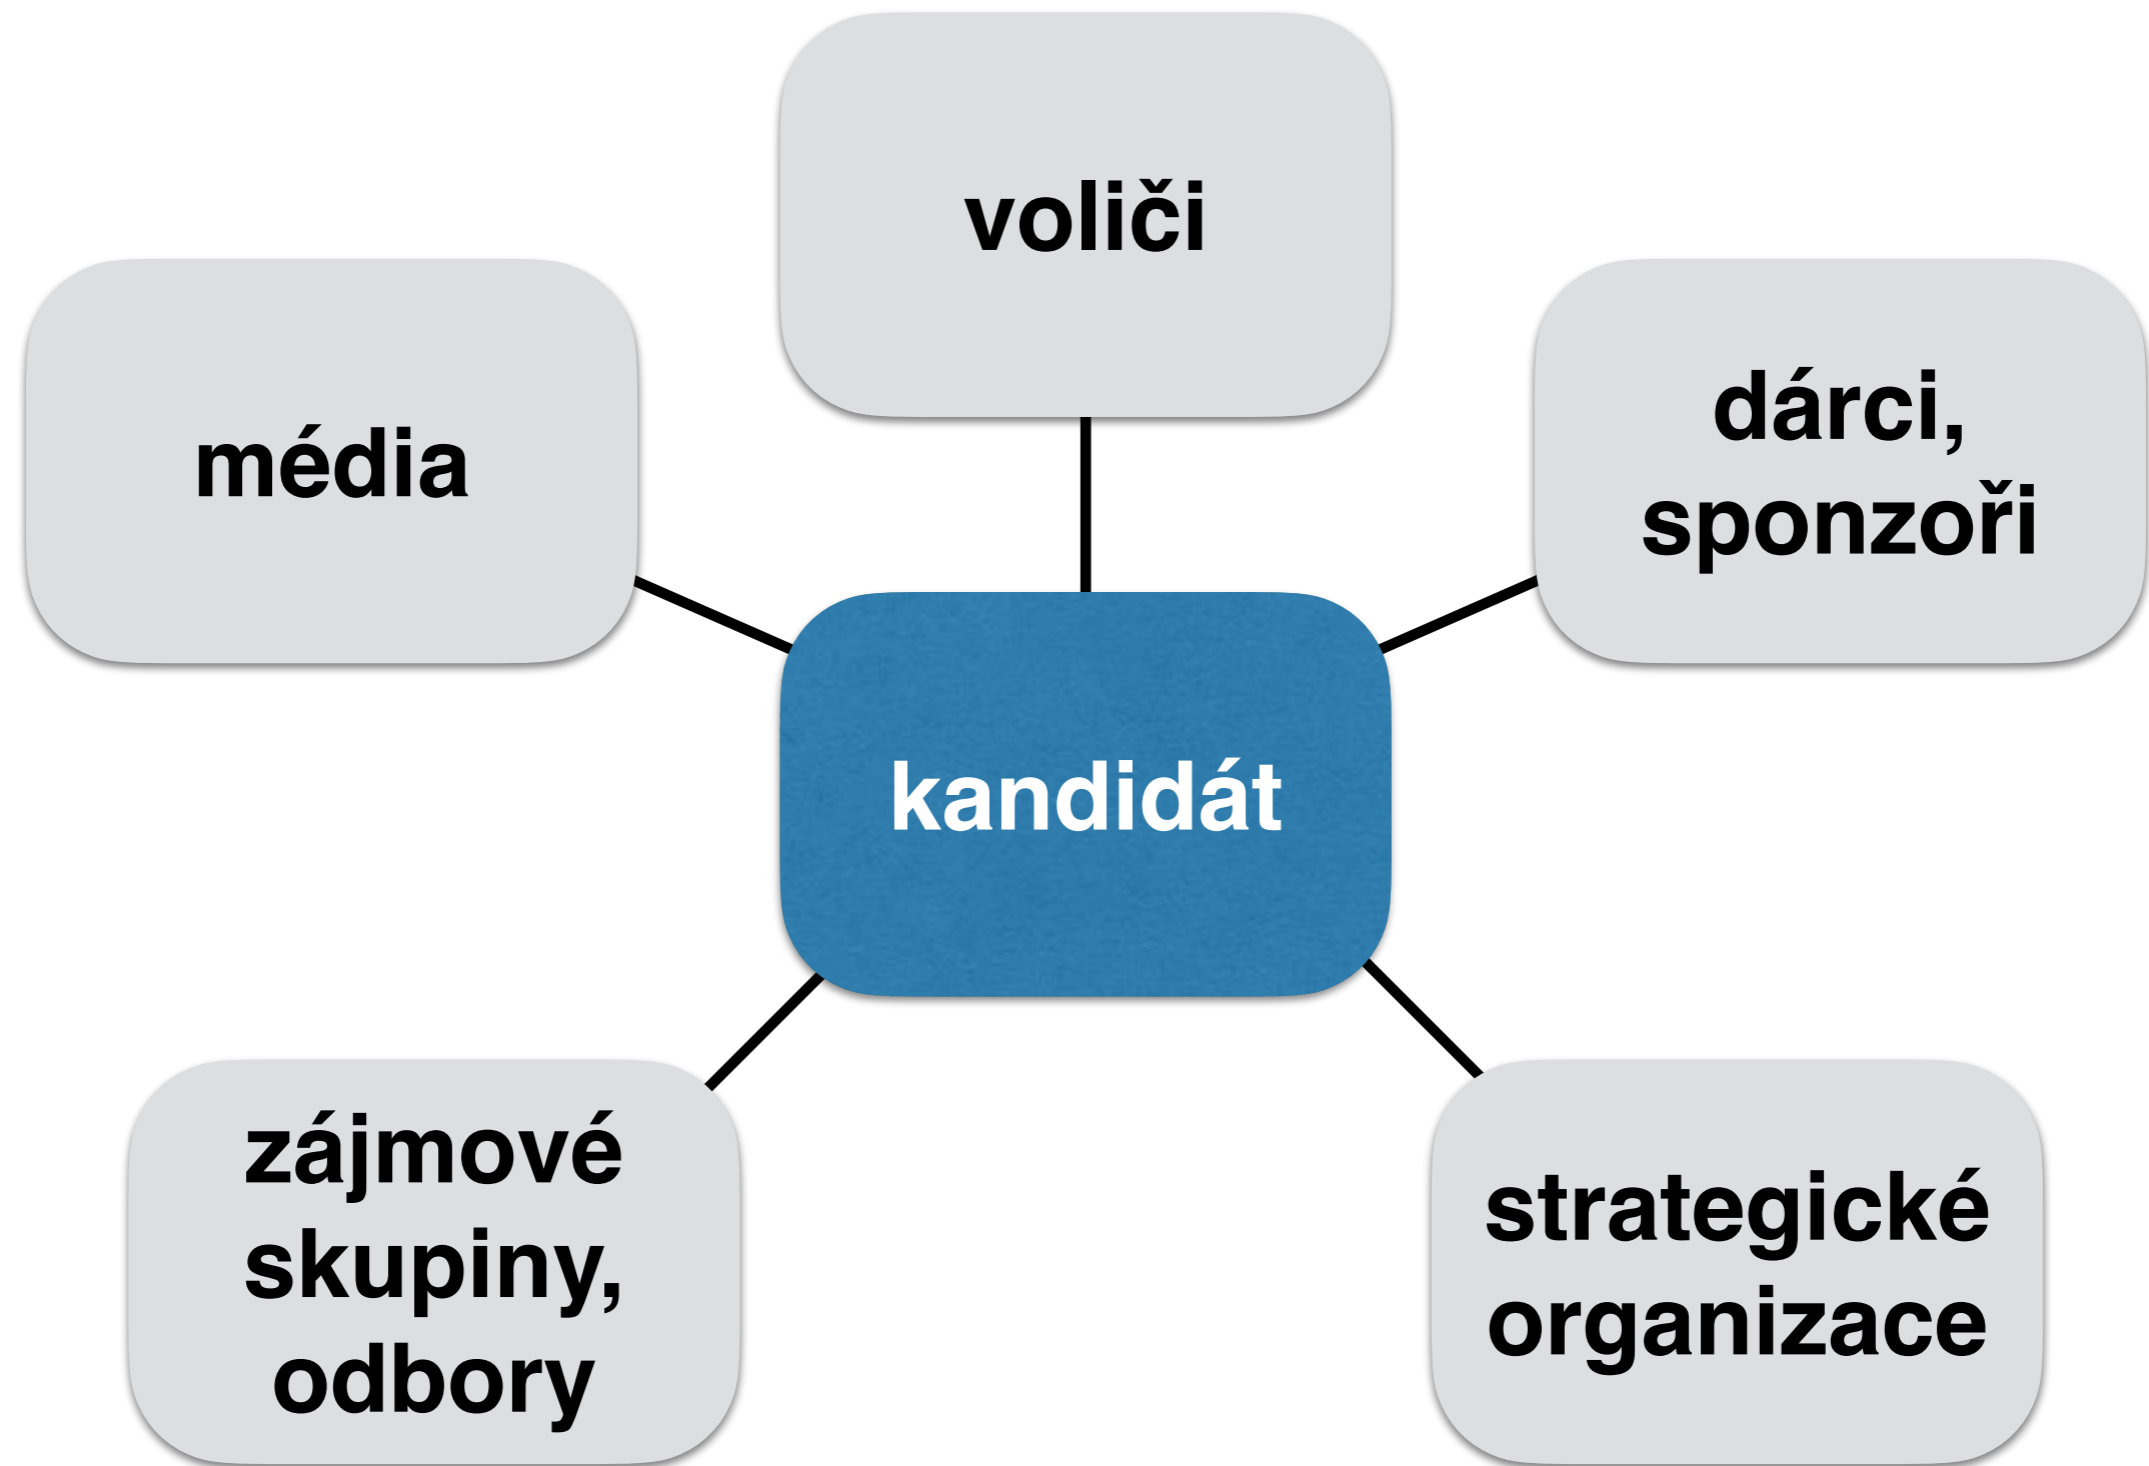 voliči
média
dárci,
sponzoři
kandidát
zájmové
skupiny,
odbory
strategické
organizace